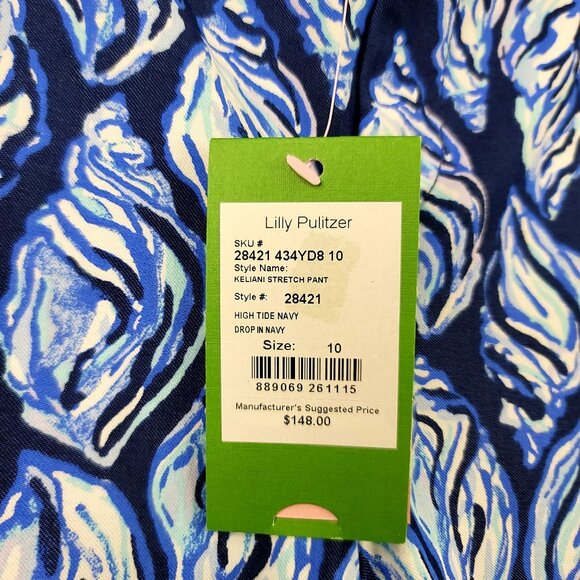 Lilly Pulitzer
SKU #
28421 434YD8 10
Style Name:
KELIANI STRETCH PANT
Style #: 28421
HIGH TIDE NAVY
DROP IN NAVY
Size: 10
889069 261115
Manufacturer's Suggested Price
$148.00